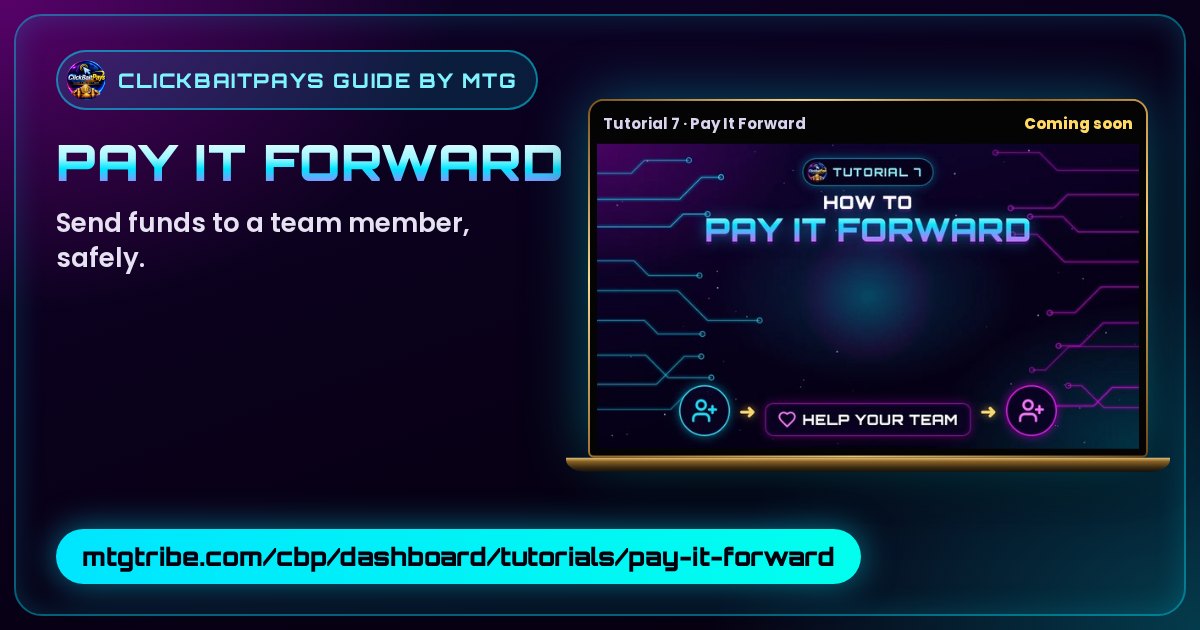 ClickBaitPays
CLICKBAITPAYS GUIDE BY MTG
PAY IT FORWARD
Send funds to a team member,
safely.
Tutorial 7 · Pay It Forward
Coming soon
TUTORIAL 7
HOW TO
PAY IT FORWARD
HELP YOUR TEAM
mtgtribe.com/cbp/dashboard/tutorials/pay-it-forward